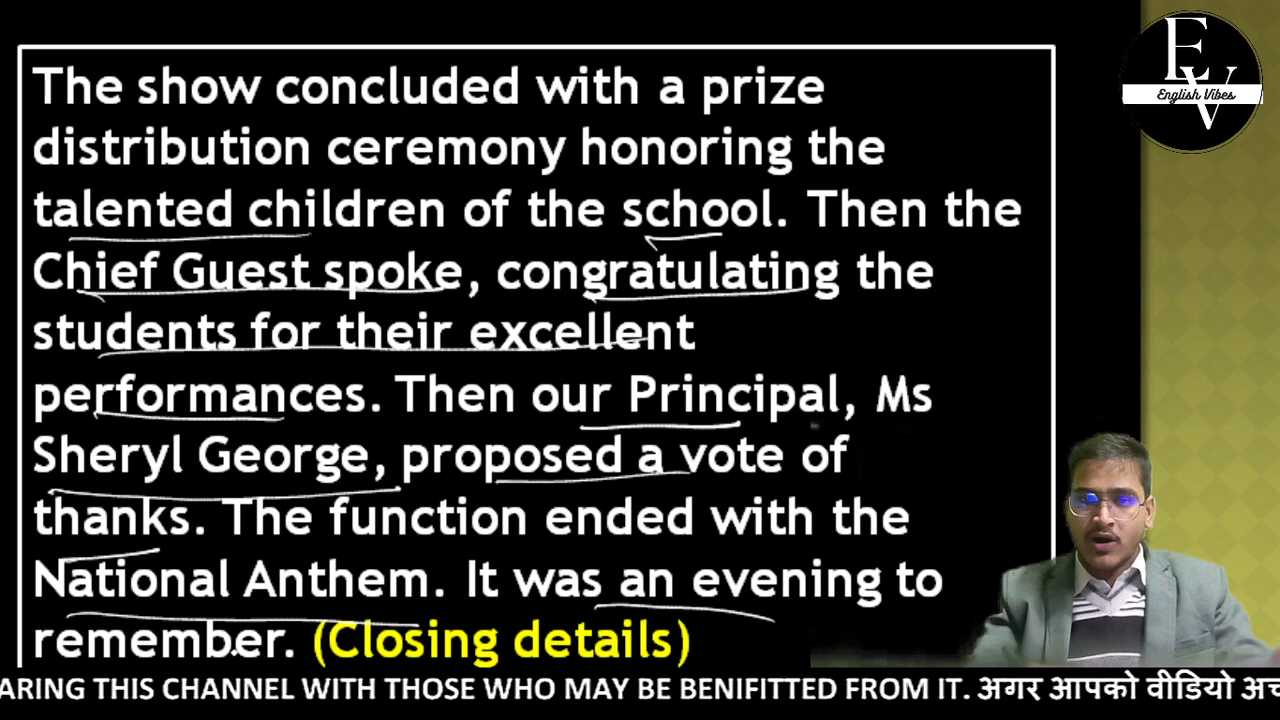 The show concluded with a prize
distribution ceremony honoring the
talented children of the school. Then the
Chief Guest spoke, congratulating the
students for their excellent
performances. Then our Principal, Ms
Sheryl George, proposed a vote of
thanks. The function ended with the
National Anthem. It was an evening to
remember. (Closing details)
E
V
English Vibes
ARING THIS CHANNEL WITH THOSE WHO MAY BE BENIFITTED FROM IT. अगर आपको वीडियो अच